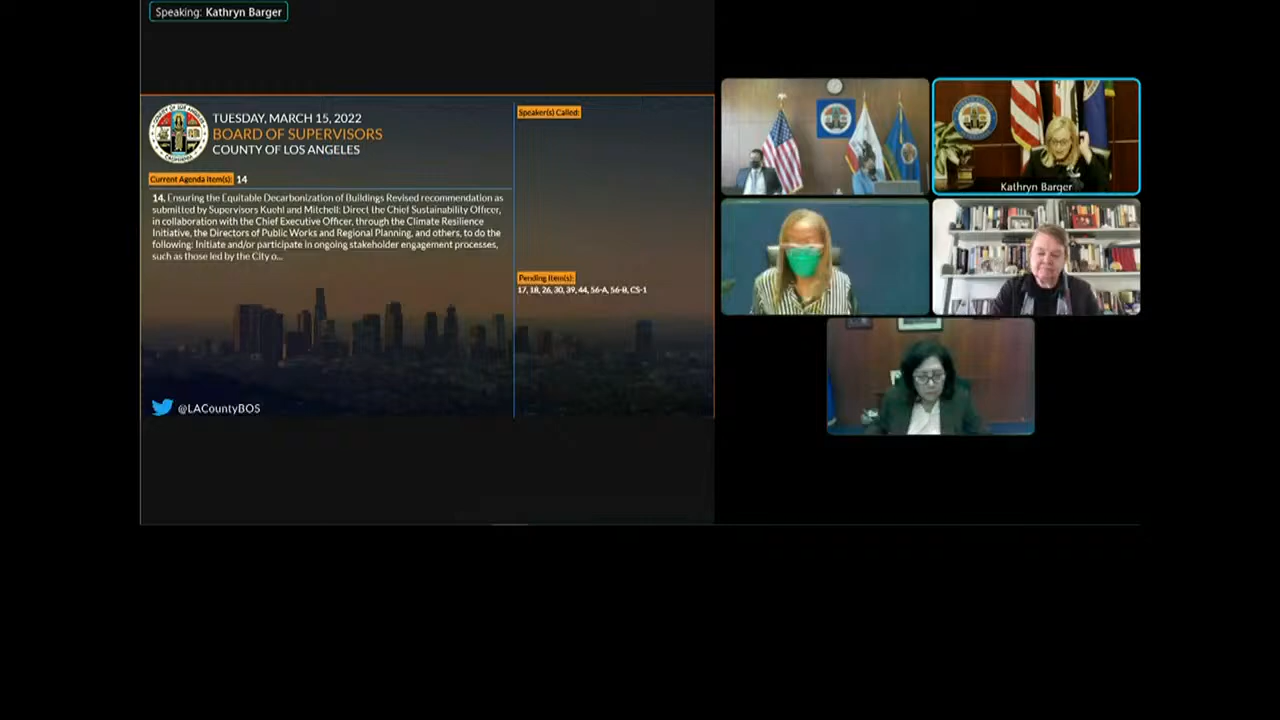 Speaking: Kathryn Barger
TUESDAY, MARCH 15, 2022
BOARD OF SUPERVISORS
COUNTY OF LOS ANGELES
Current Agenda Item(s): 14
14. Ensuring the Equitable Decarbonization of Buildings Revised recommendation as
submitted by Supervisors Kuehl and Mitchell: Direct the Chief Sustainability Officer,
in collaboration with the Chief Executive Officer, through the Climate Resilience
Initiative, the Directors of Public Works and Regional Planning, and others, to do the
following: Initiate and/or participate in ongoing stakeholder engagement processes,
such as those led by the City o...
@LACountyBOS
Speaker(s) Called:
Pending Item(s):
17, 18, 26, 30, 39, 44, 56-A, 56-B, CS-1
Kathryn Barger